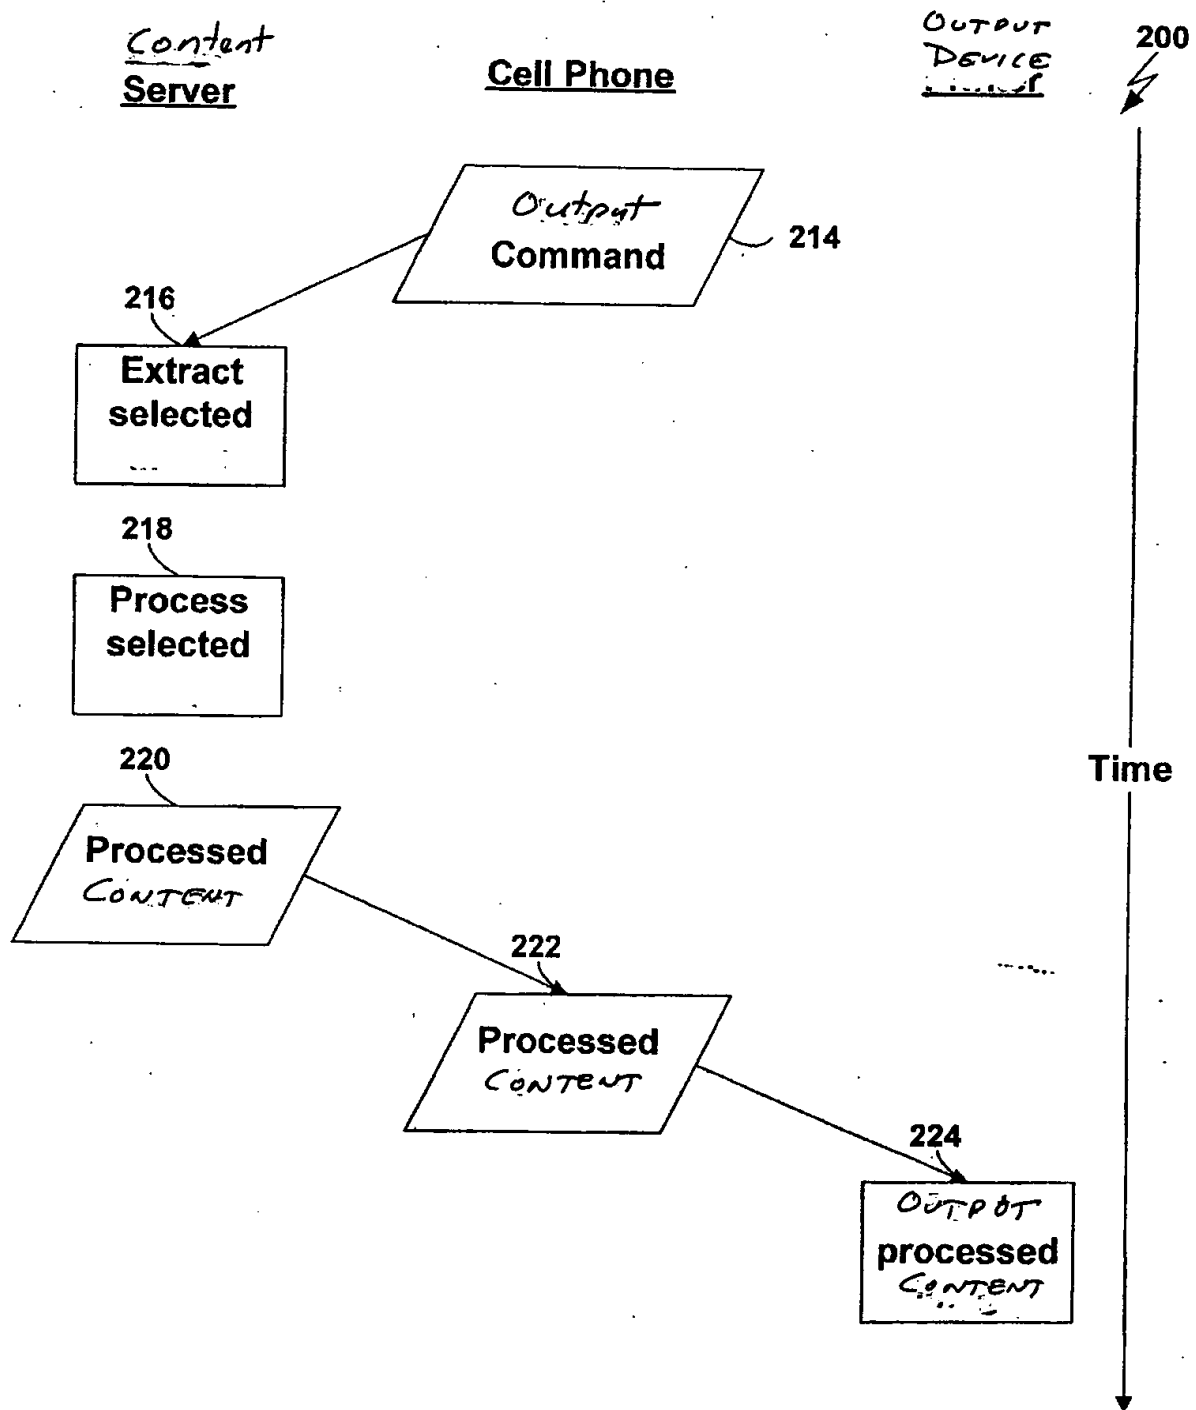 Content
Server
Cell Phone
OUTPUT
DEVICE
200
Output
Command
214
216
Extract
selected
218
Process
selected
220
Processed
CONTENT
Time
222
Processed
CONTENT
224
OUTPUT
processed
CONTENT